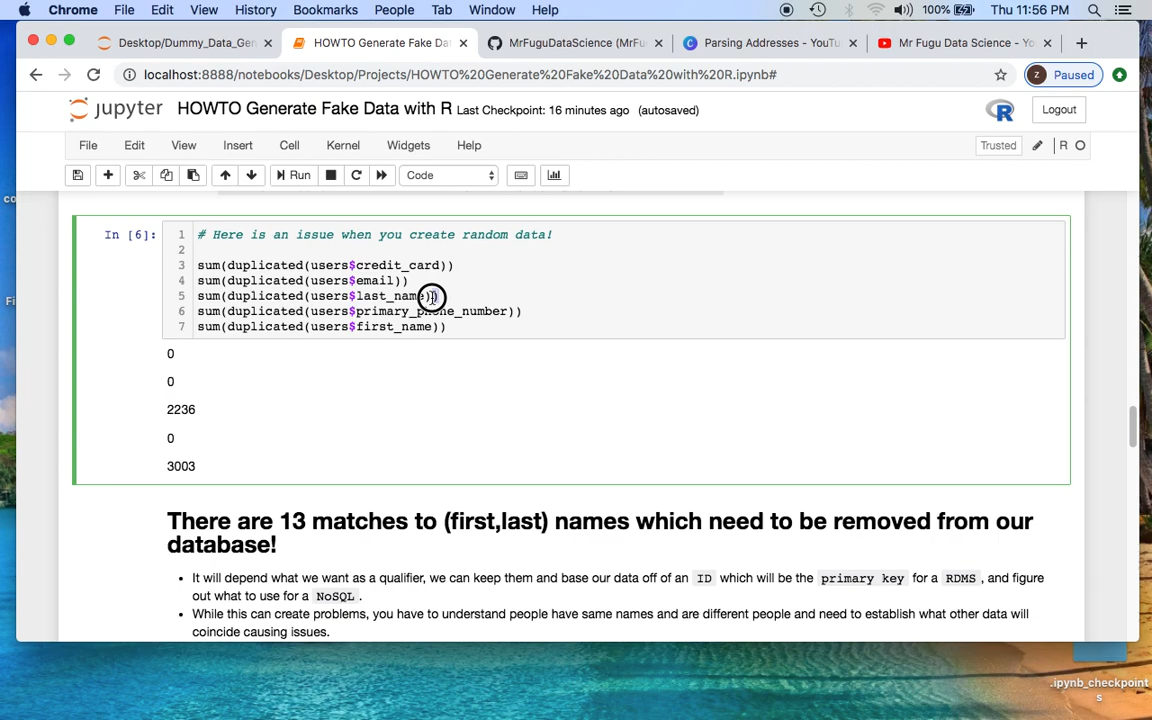 Chrome File Edit View History Bookmarks People Tab Window Help 100% Thu 11:56 PM
Desktop/Dummy_Data_Gen HOWTO Generate Fake Dat MrFuguDataScience (MrFu Parsing Addresses - YouTu Mr Fugu Data Science - Yo
localhost:8888/notebooks/Desktop/Projects/HOWTO%20Generate%20Fake%20Data%20with%20R.ipynb# z Paused
jupyter HOWTO Generate Fake Data with R Last Checkpoint: 16 minutes ago (autosaved) Logout
File Edit View Insert Cell Kernel Widgets Help Trusted R
Run Code
In [6]: 1 # Here is an issue when you create random data!
2
3 sum(duplicated(users$credit_card))
4 sum(duplicated(users$email))
5 sum(duplicated(users$last_name))
6 sum(duplicated(users$primary_phone_number))
7 sum(duplicated(users$first_name))
0
0
2236
0
3003
There are 13 matches to (first,last) names which need to be removed from our
database!
• It will depend what we want as a qualifier, we can keep them and base our data off of an ID which will be the primary key for a RDMS, and figure
out what to use for a NoSQL.
• While this can create problems, you have to understand people have same names and are different people and need to establish what other data will
coincide causing issues.
.ipynb_checkpoint
s